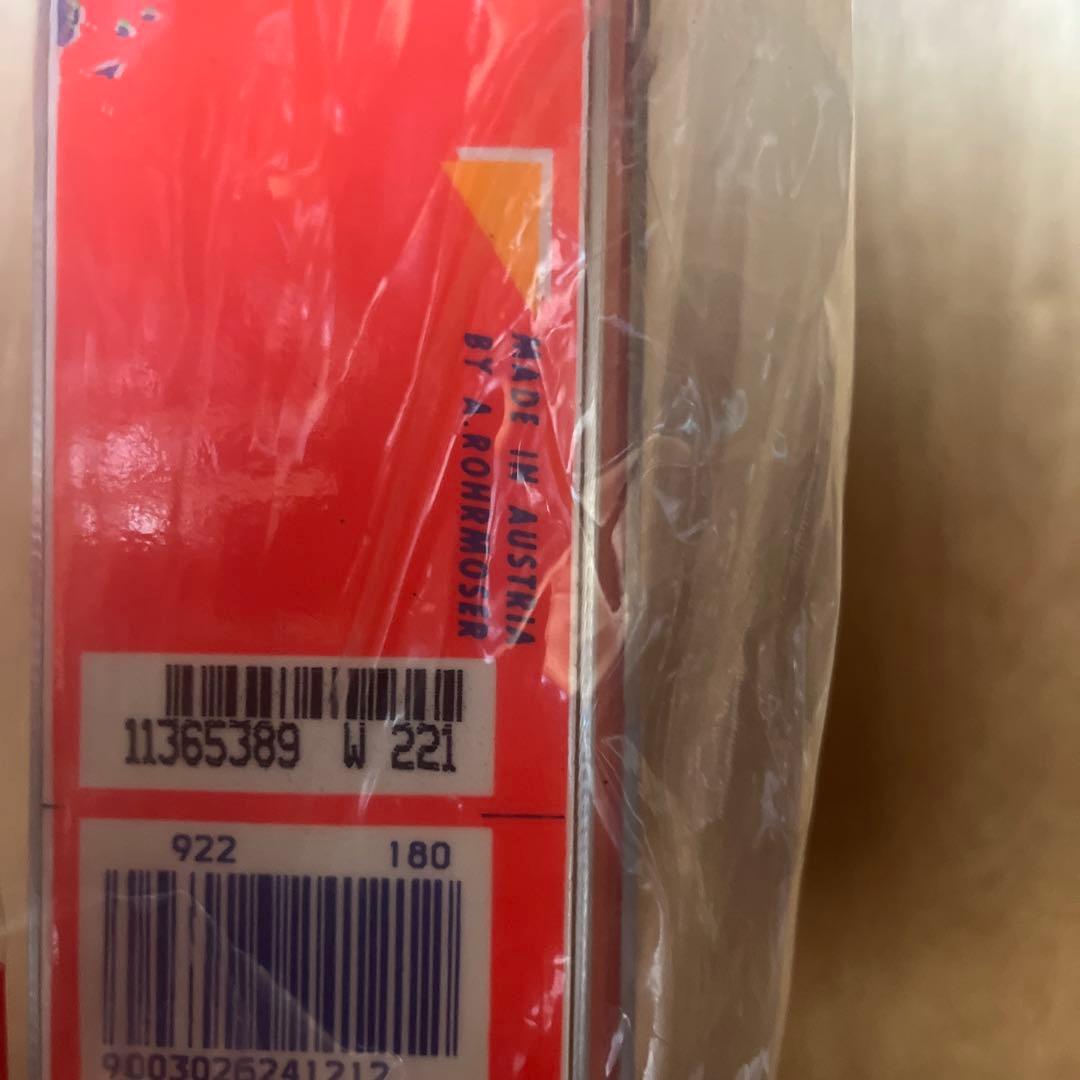 MADE IN AUSTRIA
BY A.ROHRMOSER
11365389 W 221
922 180
9003026241212